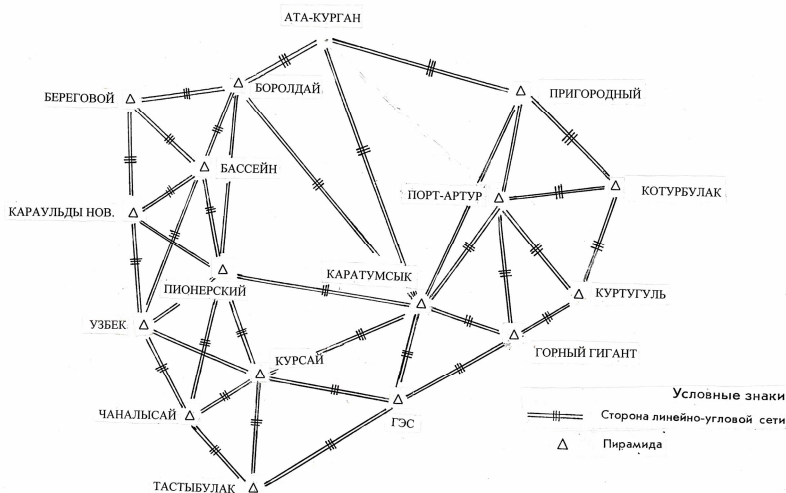 АТА-КУРГАН
БЕРЕГОВОЙ
БОРОЛДАЙ
ПРИГОРОДНЫЙ
БАССЕЙН
КОТУРБУЛАК
ПОРТ-АРТУР
КАРАУЛЬДЫ НОВ.
КАРАТУМСЫК
ПИОНЕРСКИЙ
КУРТУГУЛЬ
УЗБЕК
ГОРНЫЙ ГИГАНТ
КУРСАЙ
Условные знаки
ЧАНАЛЫСАЙ
Сторона линейно-угловой сети
ГЭС
Пирамида
ТАСТЫБУЛАК